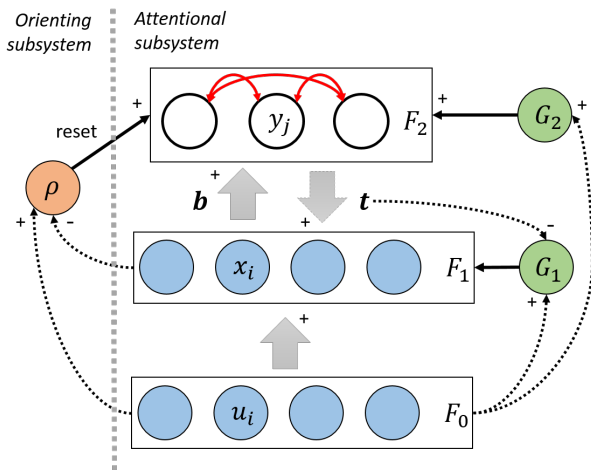 Orienting subsystem
Attentional subsystem
+
reset
y_j
F_2
+
G_2
+
ρ
+
-
b
+
t
+
-
x_i
F_1
G_1
+
+
u_i
F_0